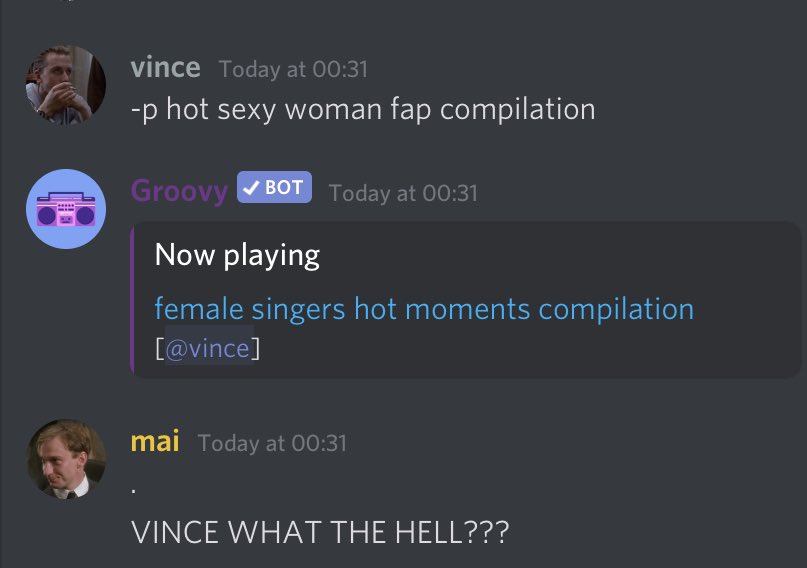 vince Today at 00:31
-p hot sexy woman fap compilation
Groovy BOT Today at 00:31
Now playing
female singers hot moments compilation
[@vince]
mai Today at 00:31
.
VINCE WHAT THE HELL???